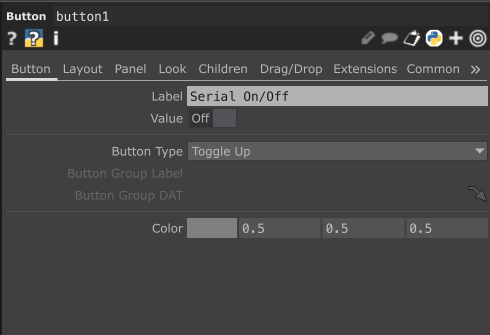 Button button1
? ? i
Button Layout Panel Look Children Drag/Drop Extensions Common »
Label Serial On/Off
Value Off
Button Type Toggle Up
Button Group Label
Button Group DAT
Color 0.5 0.5 0.5